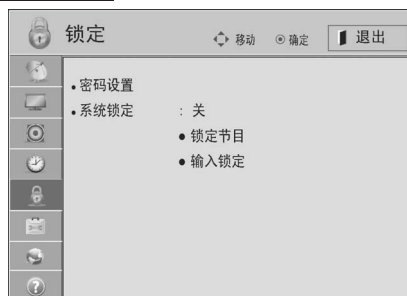 锁定 移动 确定 退出
• 密码设置
• 系统锁定 : 关
● 锁定节目
● 输入锁定